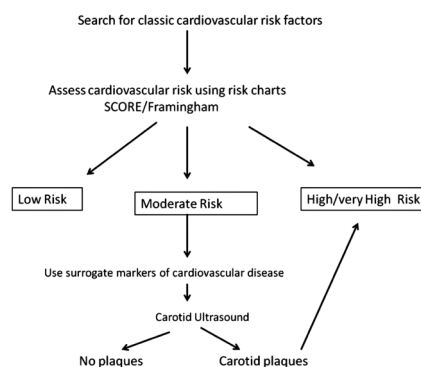 Search for classic cardiovascular risk factors
Assess cardiovascular risk using risk charts
SCORE/Framingham
Low Risk
Moderate Risk
High/very High Risk
Use surrogate markers of cardiovascular disease
Carotid Ultrasound
No plaques
Carotid plaques